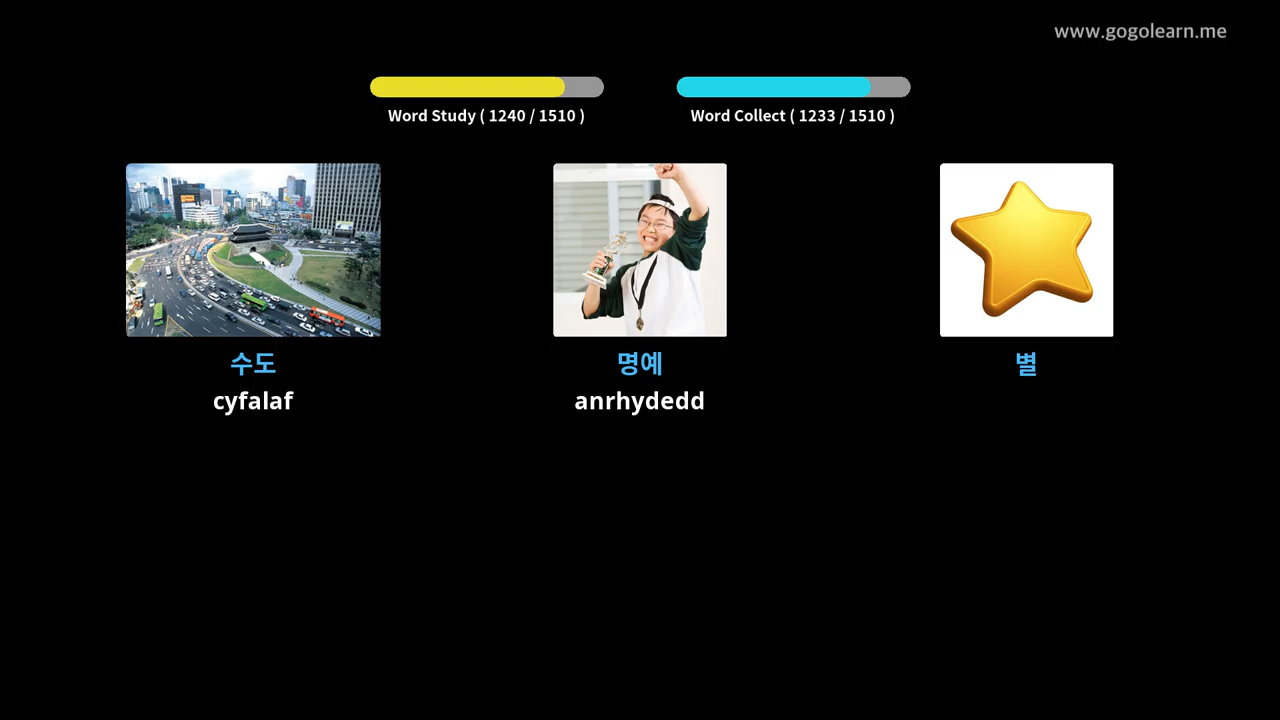 www.gogolearn.me
Word Study ( 1240 / 1510 )
Word Collect ( 1233 / 1510 )
수도
명예
별
cyfalaf
anrhydedd